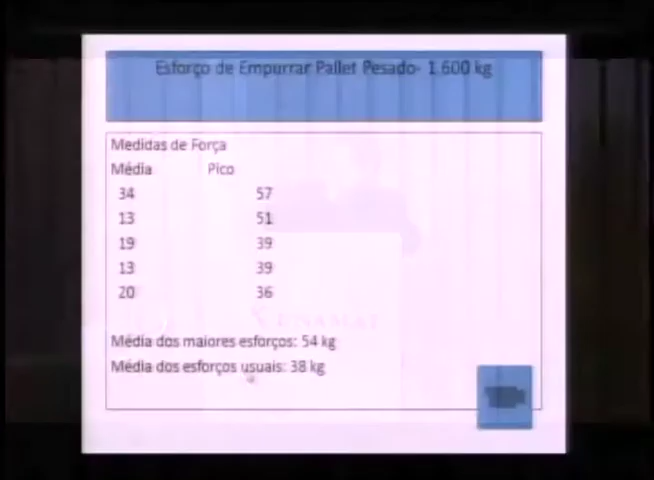 Esforço de Empurrar Pallet Pesado- 1.600 kg
Medidas de Força
Média Pico
34 57
13 51
19 39
13 39
20 36
Média dos maiores esforços: 54 kg
Média dos esforços usuais: 38 kg